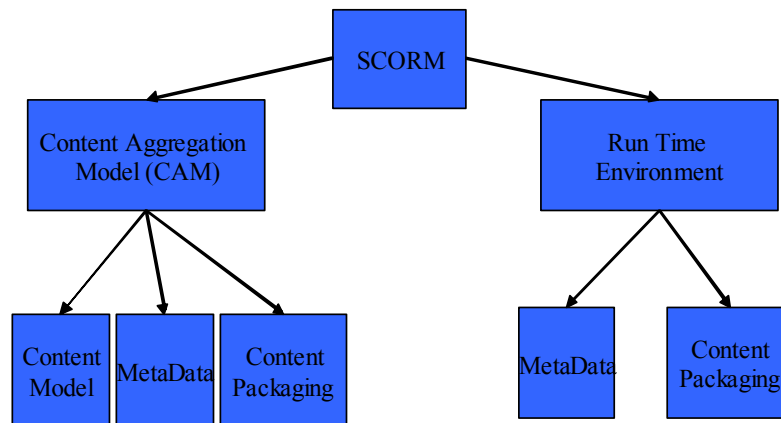 SCORM
Content Aggregation
Model (CAM)
Run Time
Environment
Content
Model
MetaData
Content
Packaging
MetaData
Content
Packaging